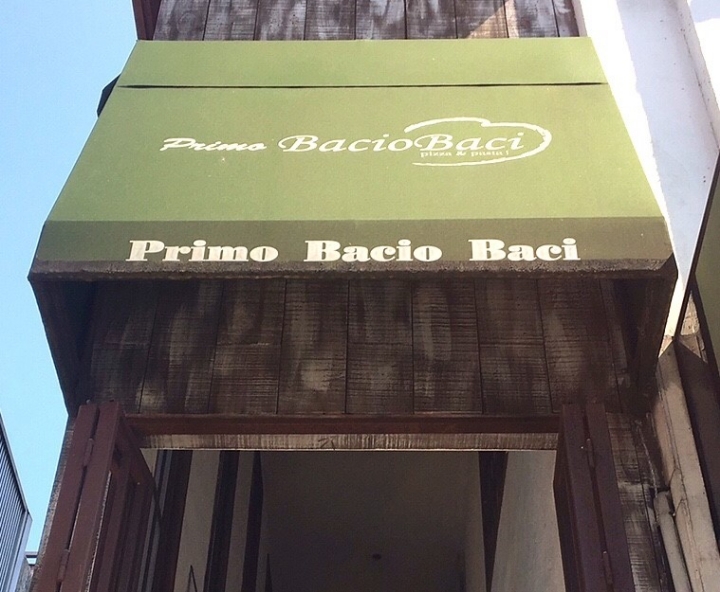 Primo BacioBaci
pizza & pasta!
Primo Bacio Baci